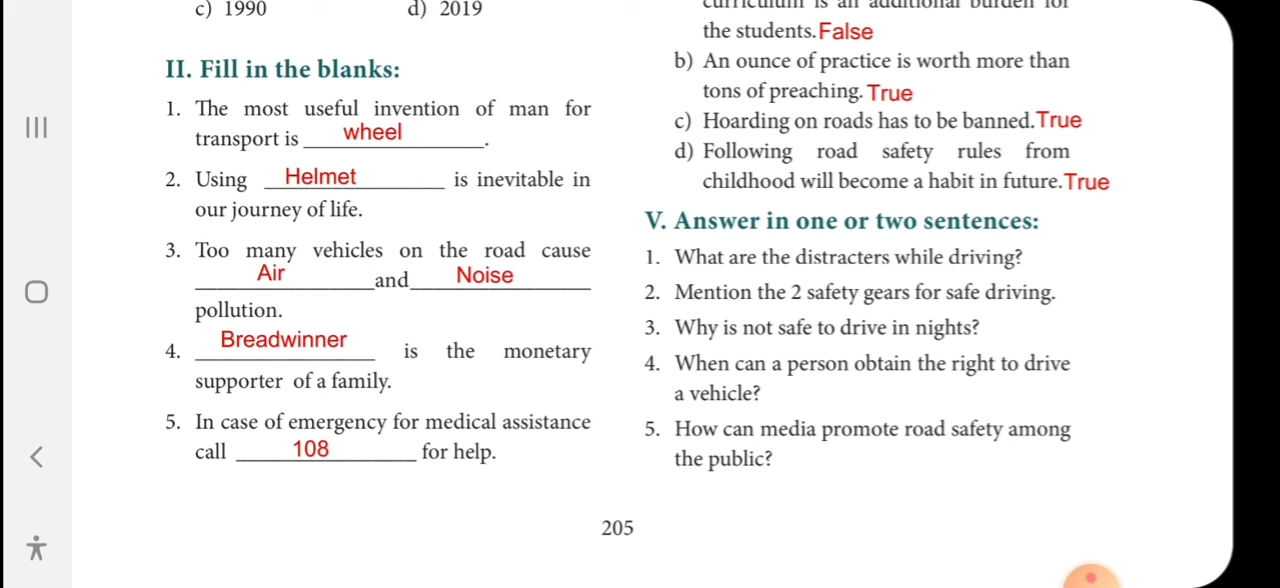 c) 1990 d) 2019
II. Fill in the blanks:
1. The most useful invention of man for
transport is wheel.
2. Using Helmet is inevitable in
our journey of life.
3. Too many vehicles on the road cause
Air and Noise
pollution.
4. Breadwinner is the monetary
supporter of a family.
5. In case of emergency for medical assistance
call 108 for help.
curriculum is an additional burden for
the students. False
b) An ounce of practice is worth more than
tons of preaching. True
c) Hoarding on roads has to be banned. True
d) Following road safety rules from
childhood will become a habit in future. True
V. Answer in one or two sentences:
1. What are the distracters while driving?
2. Mention the 2 safety gears for safe driving.
3. Why is not safe to drive in nights?
4. When can a person obtain the right to drive
a vehicle?
5. How can media promote road safety among
the public?
205